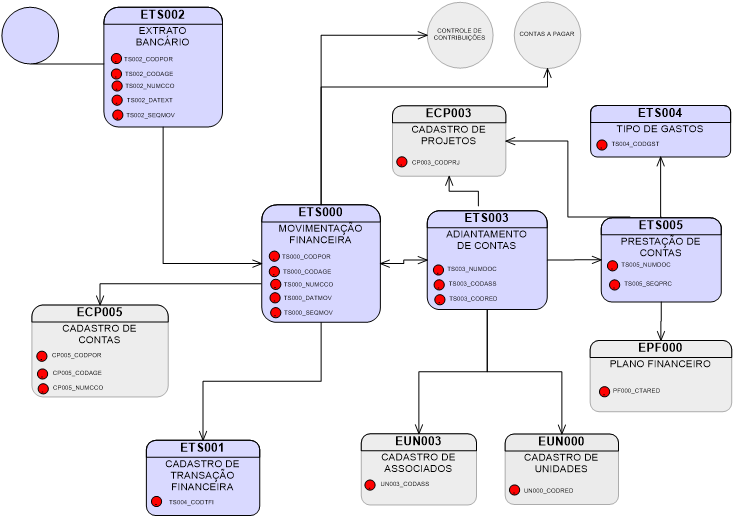 ETS002
EXTRATO
BANCÁRIO
TS002_CODPOR
TS002_CODAGE
TS002_NUMCCO
TS002_DATEXT
TS002_SEQMOV
CONTROLE DE
CONTRIBUIÇÕES
CONTAS A PAGAR
ECP003
CADASTRO DE
PROJETOS
CP003_CODPRJ
ETS004
TIPO DE GASTOS
TS004_CODGST
ETS000
MOVIMENTAÇÃO
FINANCEIRA
TS000_CODPOR
TS000_CODAGE
TS000_NUMCCO
TS000_DATMOV
TS000_SEQMOV
ETS003
ADIANTAMENTO
DE CONTAS
TS003_NUMDOC
TS003_CODASS
TS003_CODRED
ETS005
PRESTAÇÃO DE
CONTAS
TS005_NUMDOC
TS005_SEQPRC
ECP005
CADASTRO DE
CONTAS
CP005_CODPOR
CP005_CODAGE
CP005_NUMCCO
EPF000
PLANO FINANCEIRO
PF000_CTARED
ETS001
CADASTRO DE
TRANSAÇÃO
FINANCEIRA
TS004_CODTFI
EUN003
CADASTRO DE
ASSOCIADOS
UN003_CODASS
EUN000
CADASTRO DE
UNIDADES
UN000_CODRED